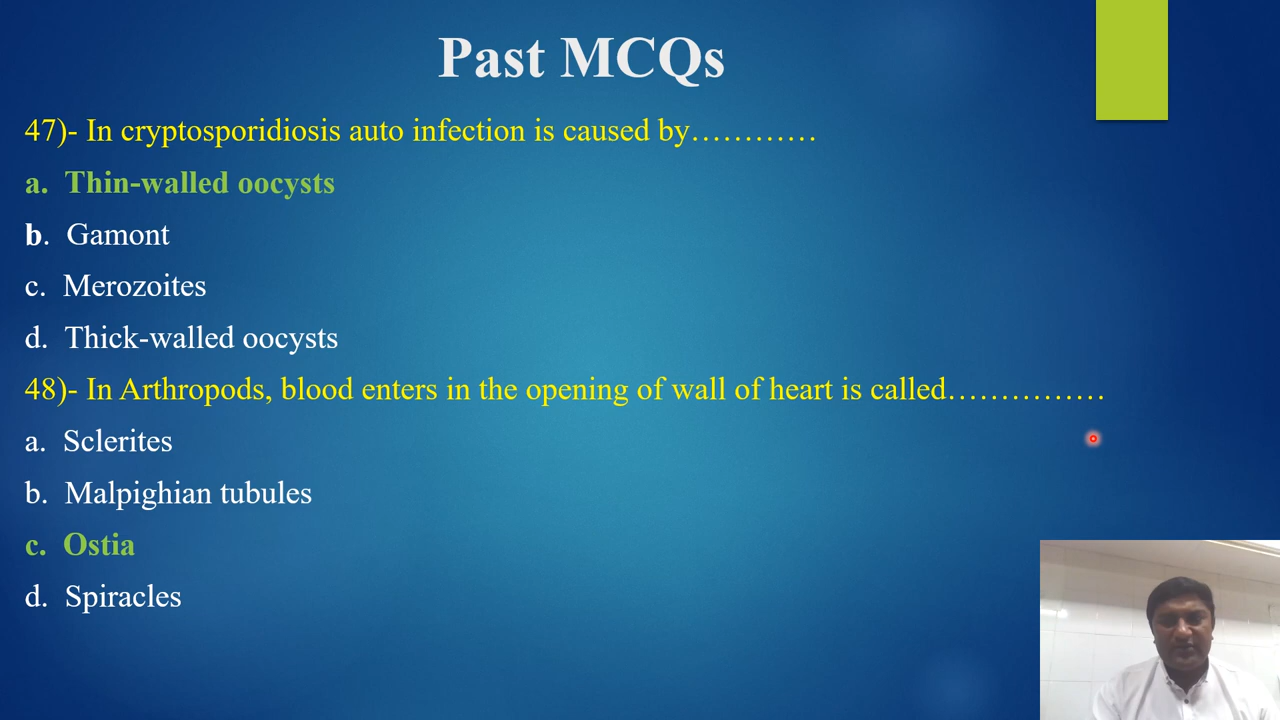 Past MCQs
47)- In cryptosporidiosis auto infection is caused by…………
a. Thin-walled oocysts
b. Gamont
c. Merozoites
d. Thick-walled oocysts
48)- In Arthropods, blood enters in the opening of wall of heart is called……………
a. Sclerites
b. Malpighian tubules
c. Ostia
d. Spiracles